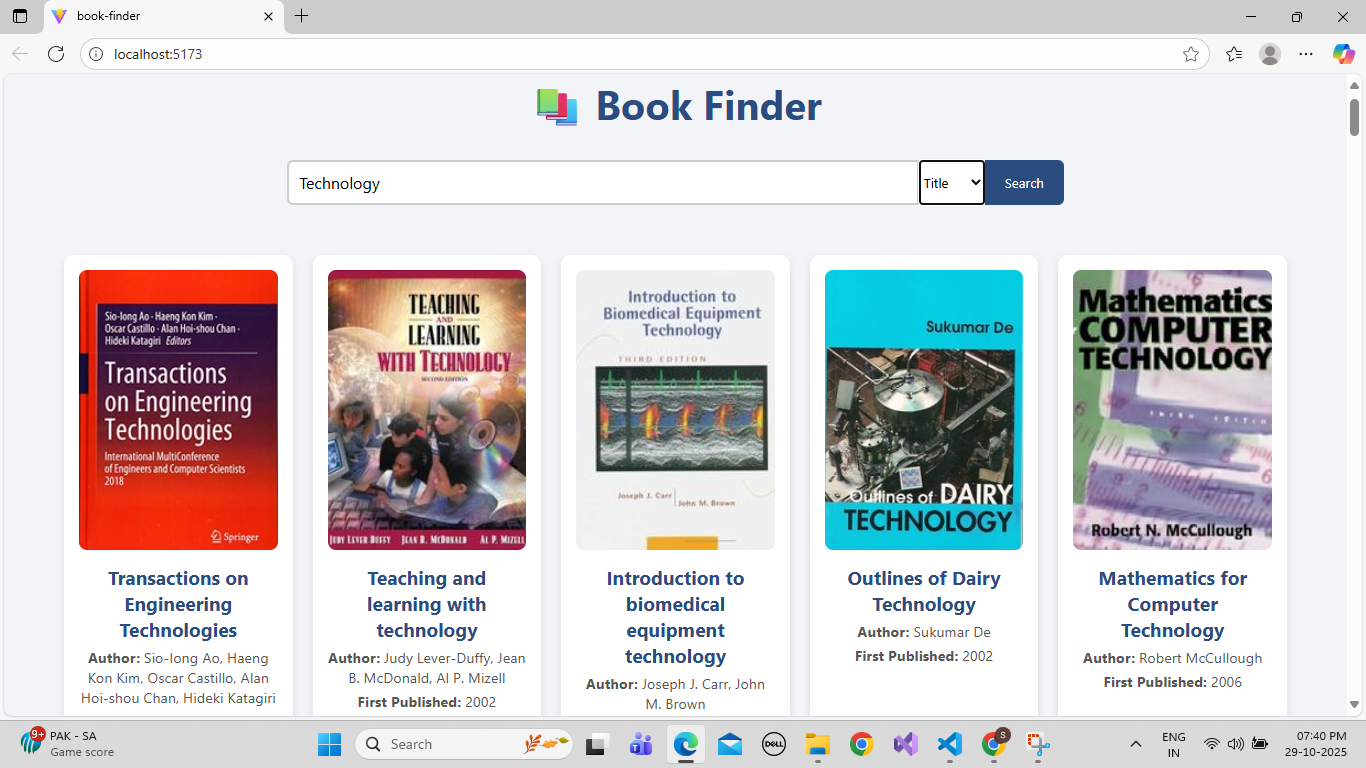 book-finder
localhost:5173
Book Finder
Technology
Title
Search
Sio-Iong Ao · Haeng Kon Kim ·
Oscar Castillo · Alan Hoi-shou Chan ·
Hideki Katagiri Editors
Transactions
on Engineering
Technologies
International MultiConference
of Engineers and Computer Scientists
2018
Springer
TEACHING
AND
LEARNING
WITH TECHNOLOGY
SECOND EDITION
JUDY LEVER-DUFFY JEAN B. MCDONALD AL P. MIZELL
Introduction to
Biomedical Equipment
Technology
THIRD EDITION
Joseph J. Carr
John M. Brown
Sukumar De
Outlines of DAIRY
TECHNOLOGY
Mathematics
COMPUTER
TECHNOLOGY
THIRD EDITION
Robert N. McCullough
Transactions on
Engineering
Technologies
Author: Sio-Iong Ao, Haeng
Kon Kim, Oscar Castillo, Alan
Hoi-shou Chan, Hideki Katagiri
Teaching and
learning with
technology
Author: Judy Lever-Duffy, Jean
B. McDonald, Al P. Mizell
First Published: 2002
Introduction to
biomedical
equipment
technology
Author: Joseph J. Carr, John
M. Brown
Outlines of Dairy
Technology
Author: Sukumar De
First Published: 2002
Mathematics for
Computer
Technology
Author: Robert McCullough
First Published: 2006
9+
PAK - SA
Game score
Search
DELL
S
ENG
IN
07:40 PM
29-10-2025